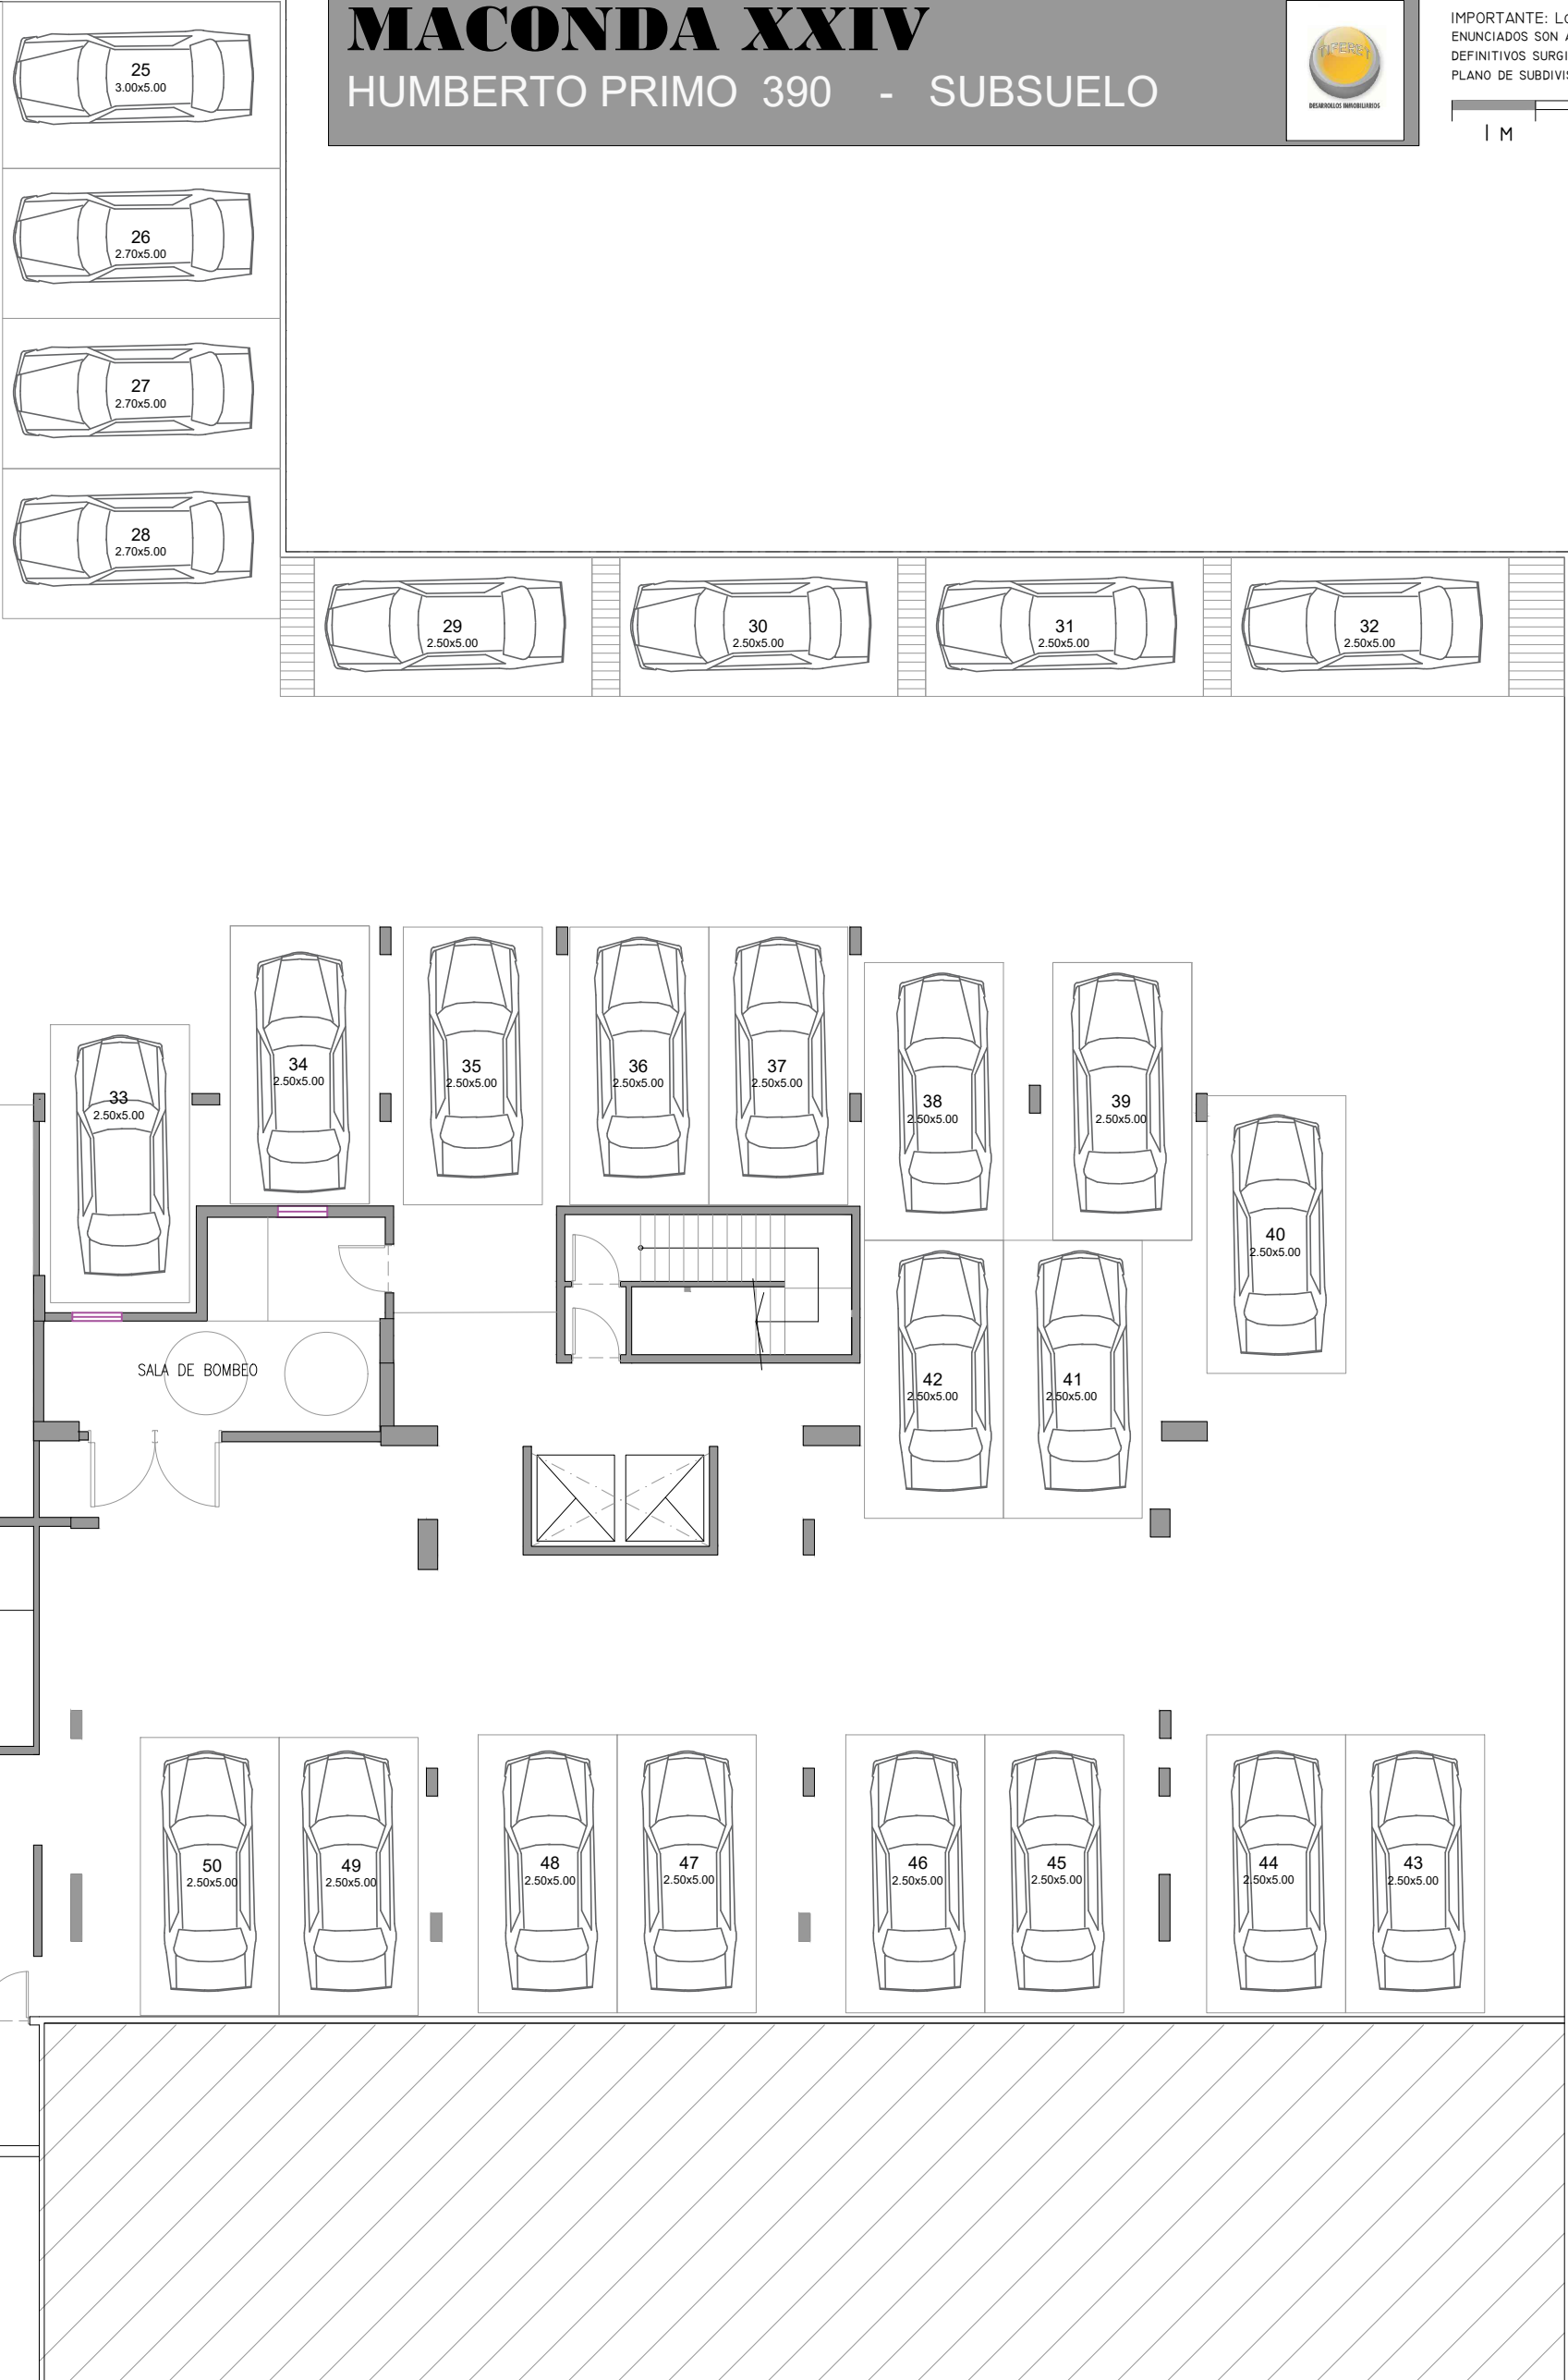 MACONDA XXIV
HUMBERTO PRIMO 390 - SUBSUELO
DESARROLLOS INMOBILIARIOS
IMPORTANTE:
ENUNCIADOS SON
DEFINITIVOS
PLANO DE
1 M
25
3.00x5.00
26
2.70x5.00
27
2.70x5.00
28
2.70x5.00
29
2.50x5.00
30
2.50x5.00
31
2.50x5.00
32
2.50x5.00
33
2.50x5.00
34
2.50x5.00
35
2.50x5.00
36
2.50x5.00
37
2.50x5.00
38
2.50x5.00
39
2.50x5.00
40
2.50x5.00
SALA DE BOMBEO
42
2.50x5.00
41
2.50x5.00
50
2.50x5.00
49
2.50x5.00
48
2.50x5.00
47
2.50x5.00
46
2.50x5.00
45
2.50x5.00
44
2.50x5.00
43
2.50x5.00